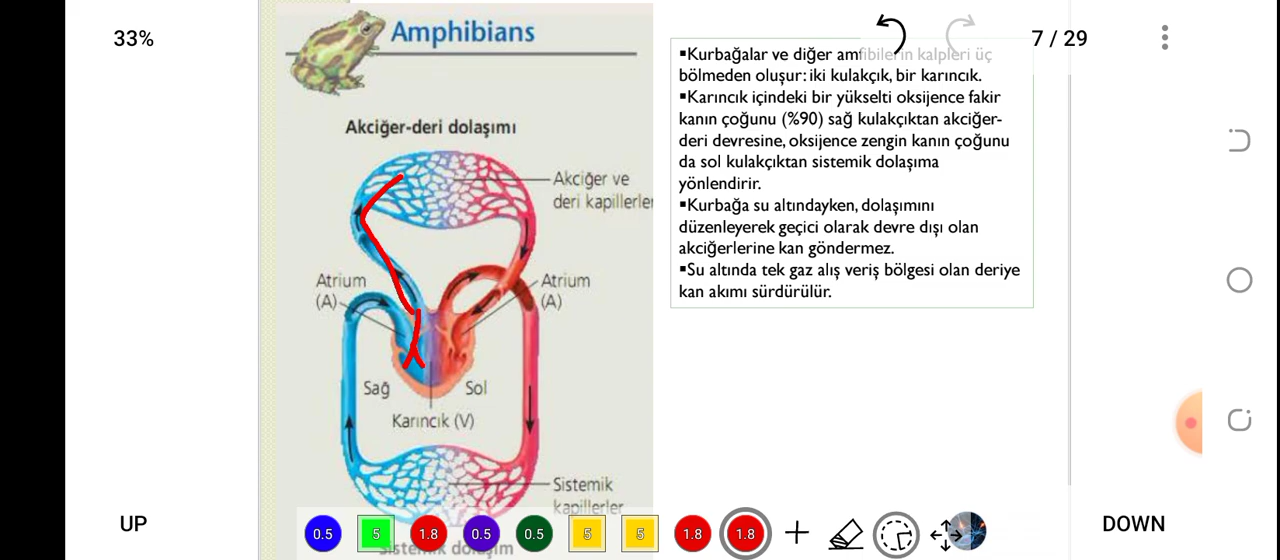 33%
7 / 29
Amphibians
Akciğer-deri dolaşımı
Akciğer ve
deri kapillerler
Atrium
(A)
Atrium
(A)
Sağ
Sol
Karıncık (V)
Sistemik
kapillerler
Sistemik dolaşım
▪Kurbağalar ve diğer amfibilerin kalpleri üç
bölmeden oluşur: iki kulakçık, bir karıncık.
▪Karıncık içindeki bir yükselti oksijence fakir
kanın çoğunu (%90) sağ kulakçıktan akciğer-
deri devresine, oksijence zengin kanın çoğunu
da sol kulakçıktan sistemik dolaşıma
yönlendirir.
▪Kurbağa su altındayken, dolaşımını
düzenleyerek geçici olarak devre dışı olan
akciğerlerine kan göndermez.
▪Su altında tek gaz alış veriş bölgesi olan deriye
kan akımı sürdürülür.
UP
0.5 5 1.8 0.5 0.5 5 5 1.8 1.8
DOWN